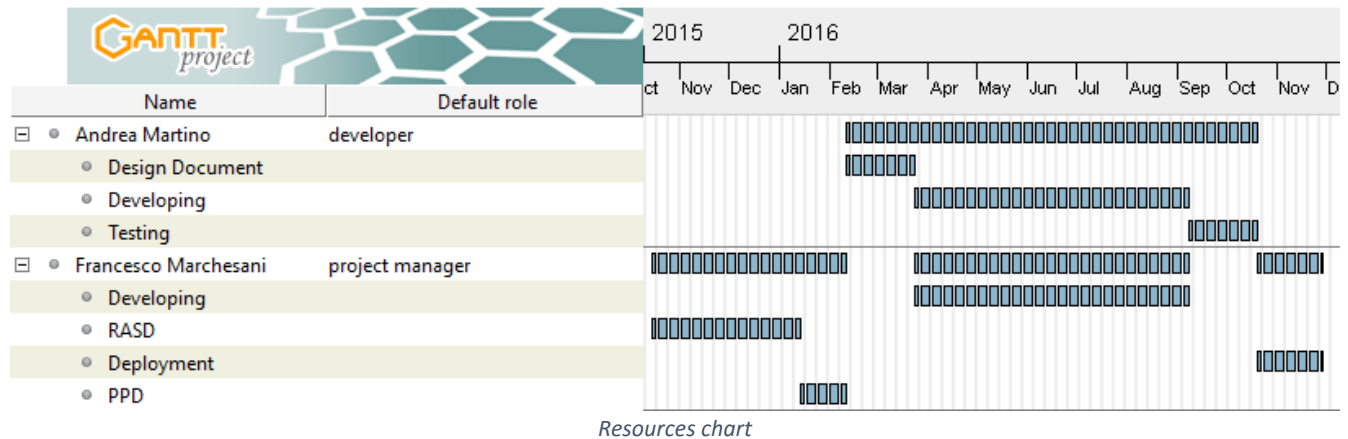 GANTT
project
2015 2016
ct Nov Dec Jan Feb Mar Apr May Jun Jul Aug Sep Oct Nov D
Name Default role
Andrea Martino developer
Design Document
Developing
Testing
Francesco Marchesani project manager
Developing
RASD
Deployment
PPD
Resources chart